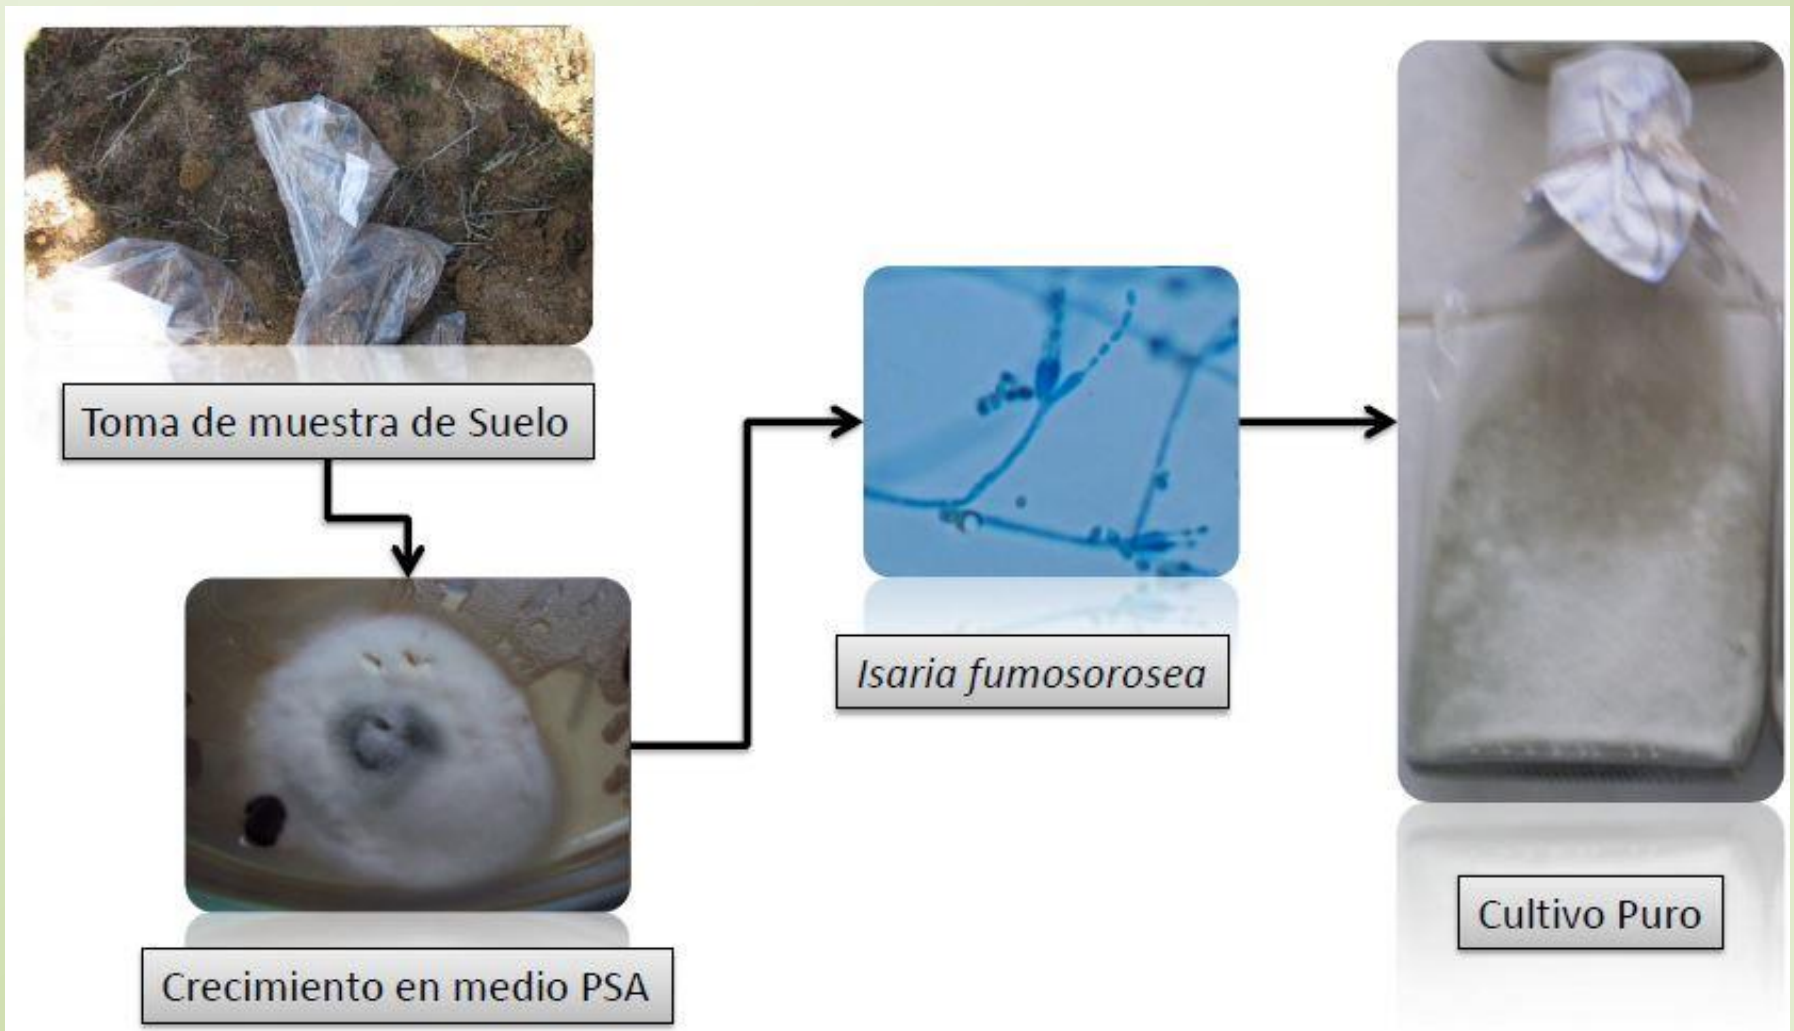 Toma de muestra de Suelo
Crecimiento en medio PSA
Isaria fumosorosea
Cultivo Puro